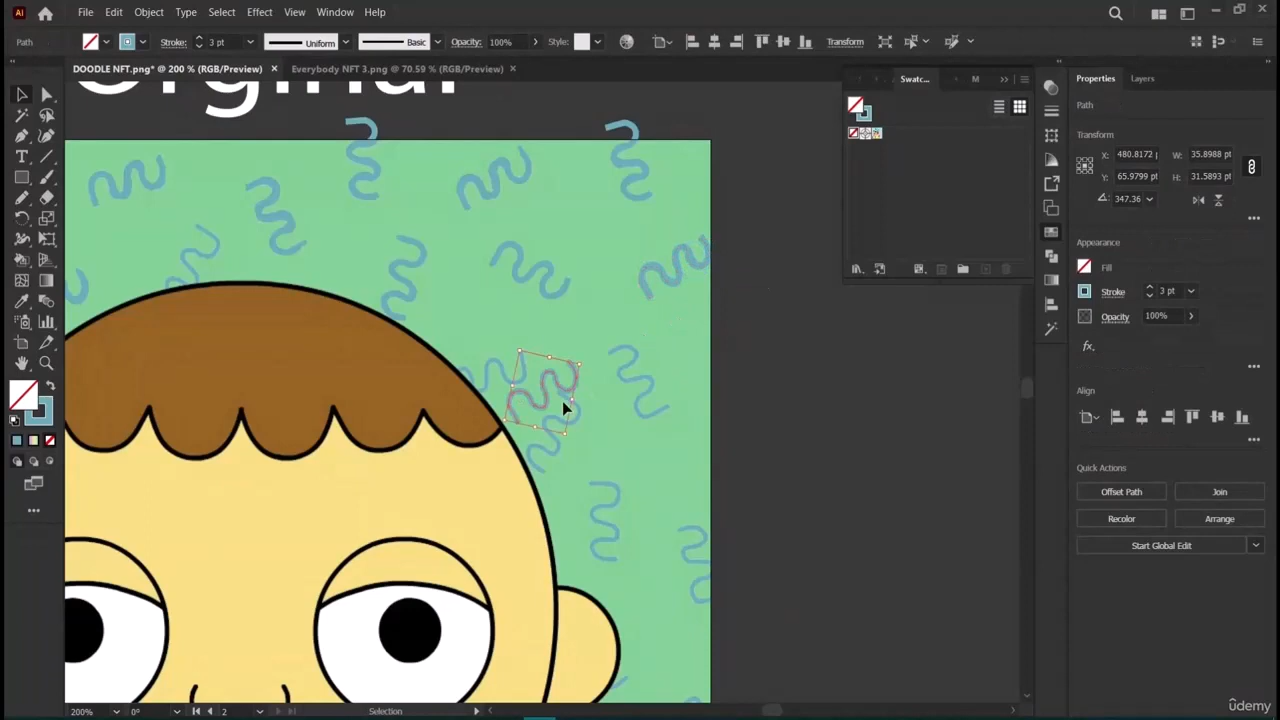 Ai File Edit Object Type Select Effect View Window Help
Path Stroke: 3 pt Uniform Basic Opacity: 100% Style: Transform
DOODLE NFT.png* @ 200 % (RGB/Preview) × Everybody NFT 3.png @ 70.59 % (RGB/Preview) ×
Swatc... M
Properties Layers
Path
Transform
X: 480.8172 W: 35.8988 pt
Y: 65.9799 pt H: 31.5893 pt
347.36
Appearance
Fill
Stroke 3 pt
Opacity 100%
fx.
Align
Quick Actions
Offset Path Join
Recolor Arrange
Start Global Edit
200% 0° 2 Selection
ûdemy